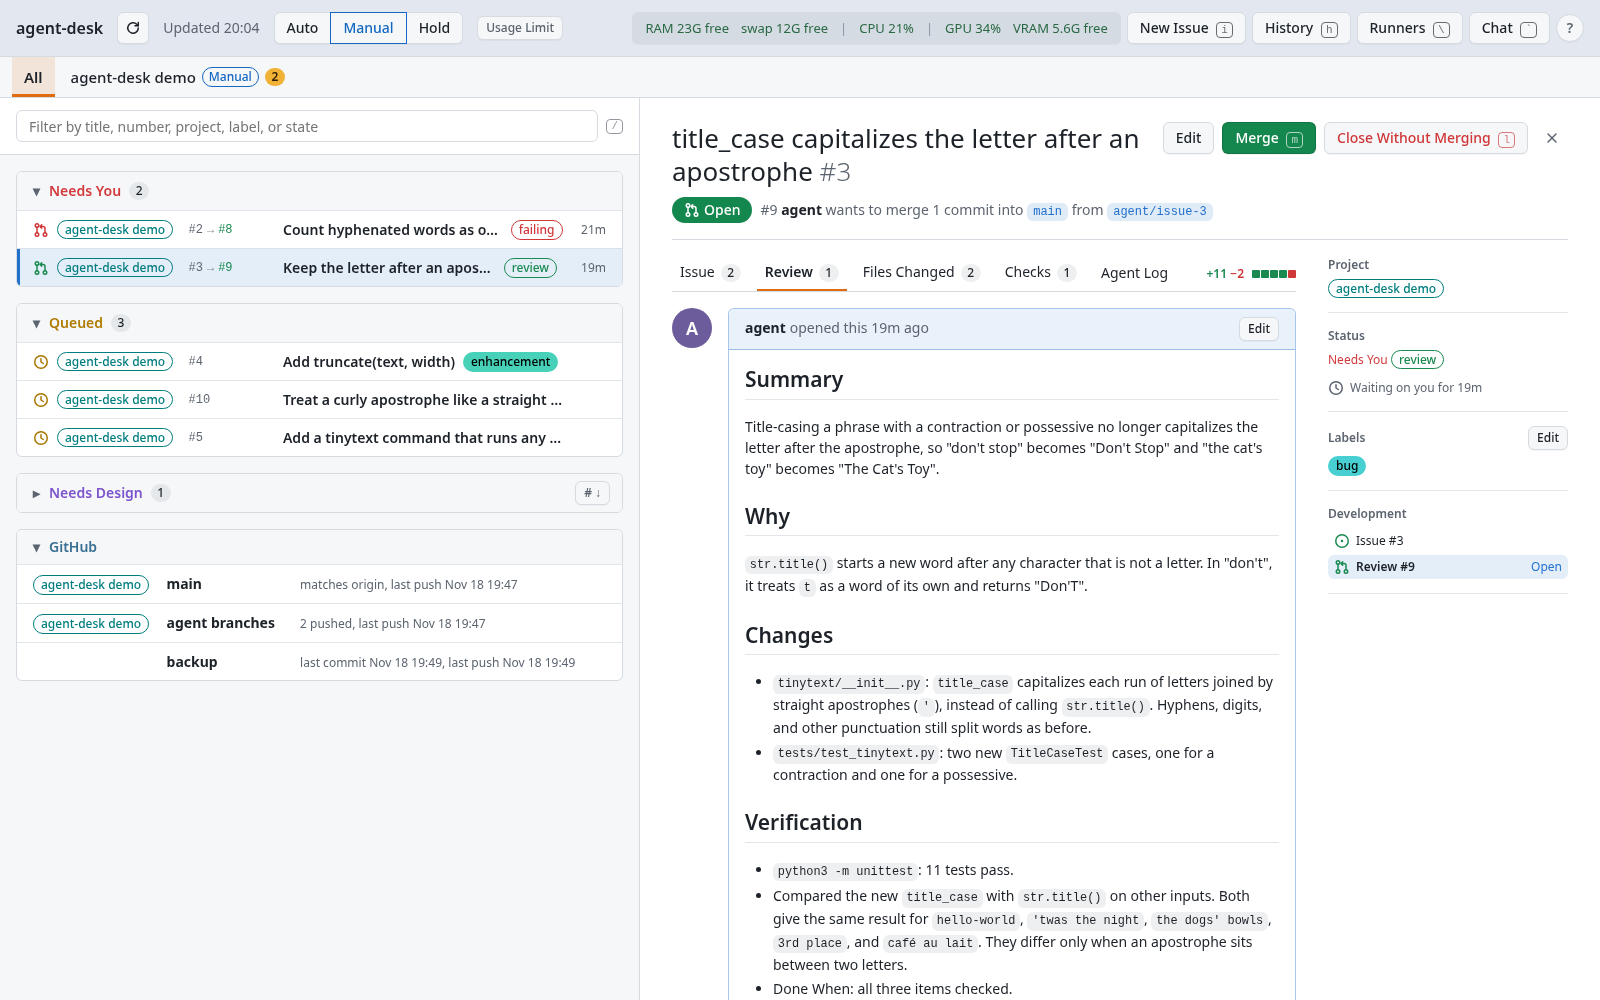 agent-desk Updated 20:04 Auto Manual Hold Usage Limit RAM 23G free swap 12G free | CPU 21% | GPU 34% VRAM 5.6G free New Issue i History h Runners \ Chat ` ?
All agent-desk demo Manual 2
Filter by title, number, project, label, or state /
▼ Needs You 2
agent-desk demo #2 → #8 Count hyphenated words as o... failing 21m
agent-desk demo #3 → #9 Keep the letter after an apos... review 19m
▼ Queued 3
agent-desk demo #4 Add truncate(text, width) enhancement
agent-desk demo #10 Treat a curly apostrophe like a straight ...
agent-desk demo #5 Add a tinytext command that runs any ...
▶ Needs Design 1 # ↓
▼ GitHub
agent-desk demo main matches origin, last push Nov 18 19:47
agent-desk demo agent branches 2 pushed, last push Nov 18 19:47
backup last commit Nov 18 19:49, last push Nov 18 19:49
title_case capitalizes the letter after an
apostrophe #3
Edit Merge m Close Without Merging l ×
Open #9 agent wants to merge 1 commit into main from agent/issue-3
Issue 2 Review 1 Files Changed 2 Checks 1 Agent Log +11 −2
A
agent opened this 19m ago Edit
Summary
Title-casing a phrase with a contraction or possessive no longer capitalizes the
letter after the apostrophe, so "don't stop" becomes "Don't Stop" and "the cat's
toy" becomes "The Cat's Toy".
Why
str.title() starts a new word after any character that is not a letter. In "don't",
it treats t as a word of its own and returns "Don'T".
Changes
• tinytext/__init__.py: title_case capitalizes each run of letters joined by
straight apostrophes ('), instead of calling str.title(). Hyphens, digits,
and other punctuation still split words as before.
• tests/test_tinytext.py: two new TitleCaseTest cases, one for a
contraction and one for a possessive.
Verification
• python3 -m unittest: 11 tests pass.
• Compared the new title_case with str.title() on other inputs. Both
give the same result for hello-world, 'twas the night, the dogs' bowls,
3rd place, and café au lait. They differ only when an apostrophe sits
between two letters.
• Done When: all three items checked.
Project
agent-desk demo
Status
Needs You review
Waiting on you for 19m
Labels Edit
bug
Development
Issue #3
Review #9 Open